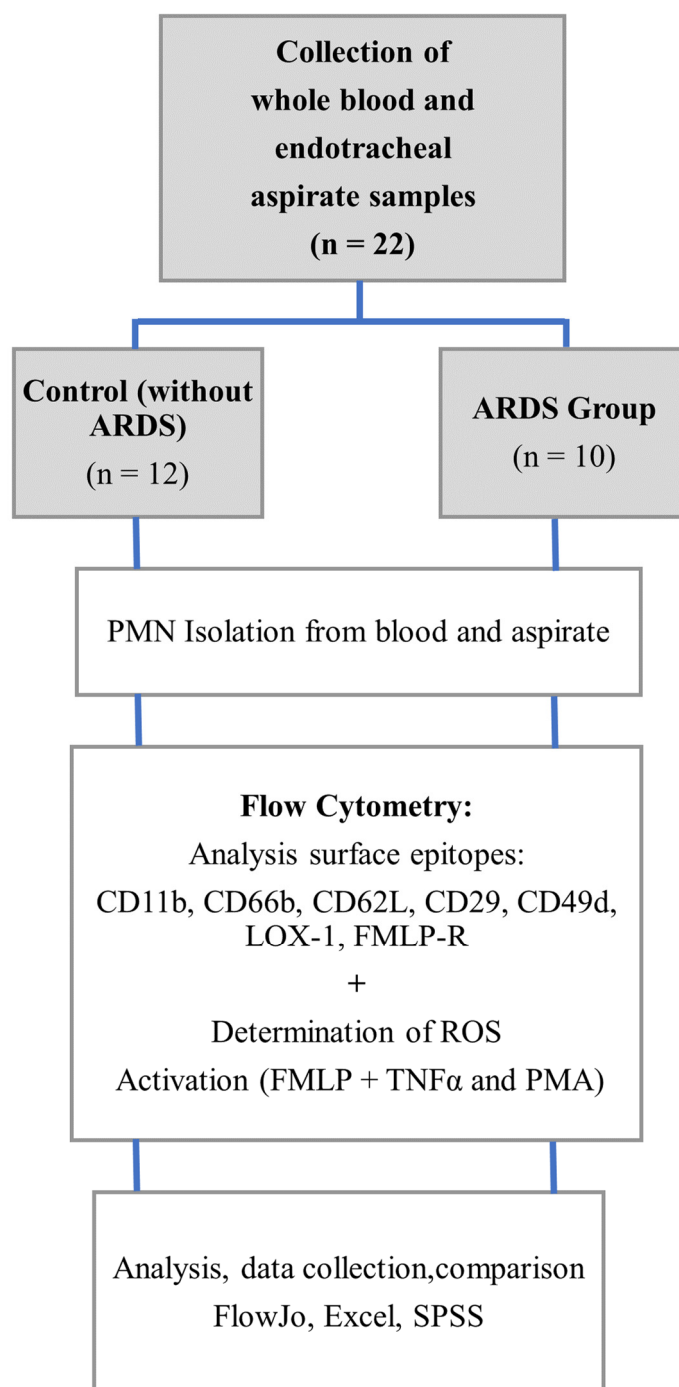 Collection of
whole blood and
endotracheal
aspirate samples
(n = 22)
Control (without
ARDS)
(n = 12)
ARDS Group
(n = 10)
PMN Isolation from blood and aspirate
Flow Cytometry:
Analysis surface epitopes:
CD11b, CD66b, CD62L, CD29, CD49d,
LOX-1, FMLP-R
+
Determination of ROS
Activation (FMLP + TNFα and PMA)
Analysis, data collection,comparison
FlowJo, Excel, SPSS